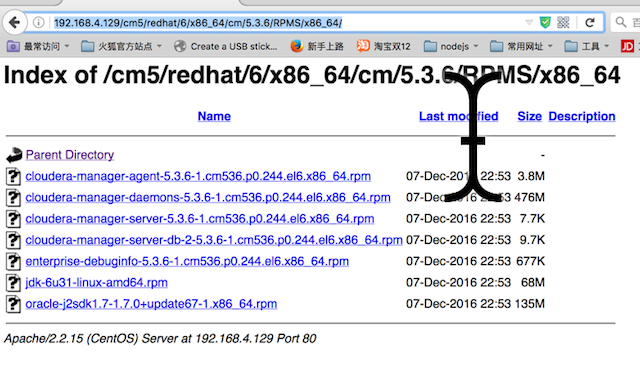 192.168.4.129/cm5/redhat/6/x86_64/cm/5.3.6/RPMS/x86_64/
最常访问 火狐官方站点 Create a USB stick... 新手上路 淘宝双12 nodejs 常用网址 工具 JD
Index of /cm5/redhat/6/x86_64/cm/5.3.6/RPMS/x86_64
Name Last modified Size Description
Parent Directory -
cloudera-manager-agent-5.3.6-1.cm536.p0.244.el6.x86_64.rpm 07-Dec-2016 22:53 3.8M
cloudera-manager-daemons-5.3.6-1.cm536.p0.244.el6.x86_64.rpm 07-Dec-2016 22:53 476M
cloudera-manager-server-5.3.6-1.cm536.p0.244.el6.x86_64.rpm 07-Dec-2016 22:53 7.7K
cloudera-manager-server-db-2-5.3.6-1.cm536.p0.244.el6.x86_64.rpm 07-Dec-2016 22:53 9.7K
enterprise-debuginfo-5.3.6-1.cm536.p0.244.el6.x86_64.rpm 07-Dec-2016 22:53 677K
jdk-6u31-linux-amd64.rpm 07-Dec-2016 22:53 68M
oracle-j2sdk1.7-1.7.0+update67-1.x86_64.rpm 07-Dec-2016 22:53 135M
Apache/2.2.15 (CentOS) Server at 192.168.4.129 Port 80